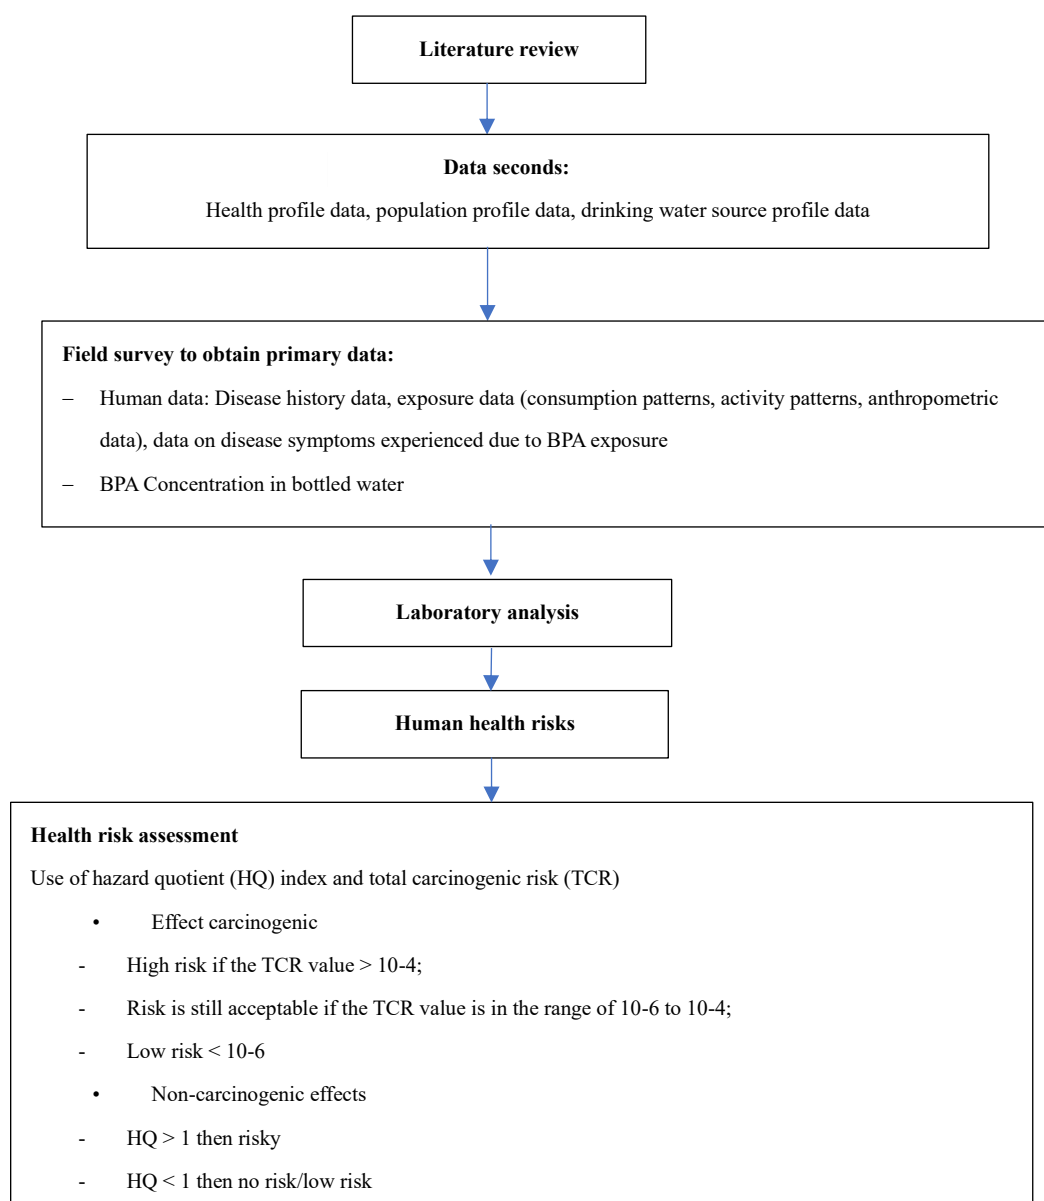 Literature review
Data seconds:
Health profile data, population profile data, drinking water source profile data
Field survey to obtain primary data:
– Human data: Disease history data, exposure data (consumption patterns, activity patterns, anthropometric
data), data on disease symptoms experienced due to BPA exposure
– BPA Concentration in bottled water
Laboratory analysis
Human health risks
Health risk assessment
Use of hazard quotient (HQ) index and total carcinogenic risk (TCR)
• Effect carcinogenic
- High risk if the TCR value > 10-4;
- Risk is still acceptable if the TCR value is in the range of 10-6 to 10-4;
- Low risk < 10-6
• Non-carcinogenic effects
- HQ > 1 then risky
- HQ < 1 then no risk/low risk